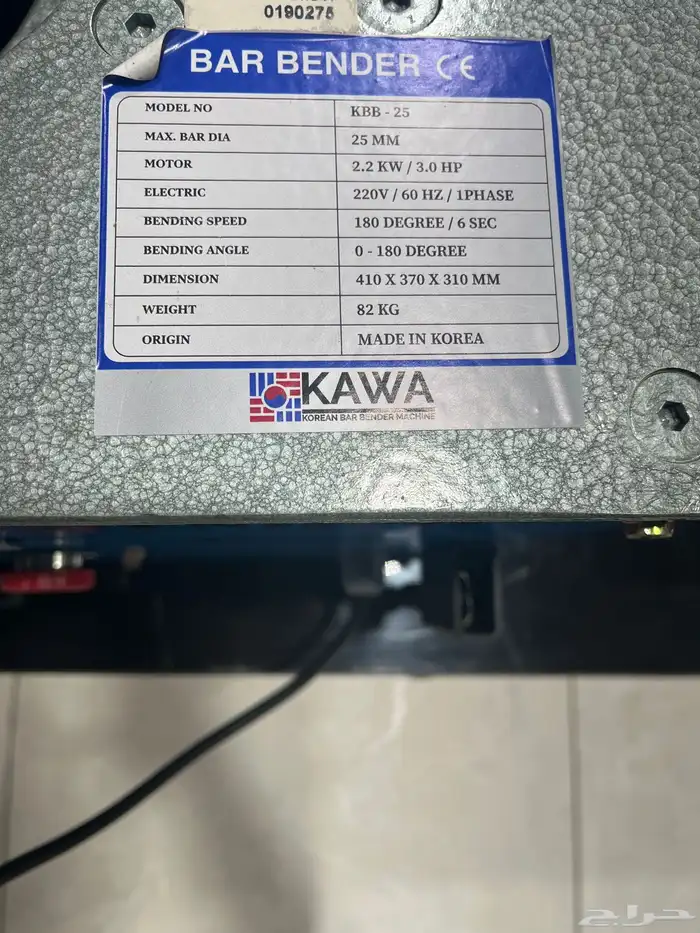 0190275
BAR BENDER CE
MODEL NO KBB - 25
MAX. BAR DIA 25 MM
MOTOR 2.2 KW / 3.0 HP
ELECTRIC 220V / 60 HZ / 1PHASE
BENDING SPEED 180 DEGREE / 6 SEC
BENDING ANGLE 0 - 180 DEGREE
DIMENSION 410 X 370 X 310 MM
WEIGHT 82 KG
ORIGIN MADE IN KOREA
KAWA
KOREAN BAR BENDER MACHINE
حراج